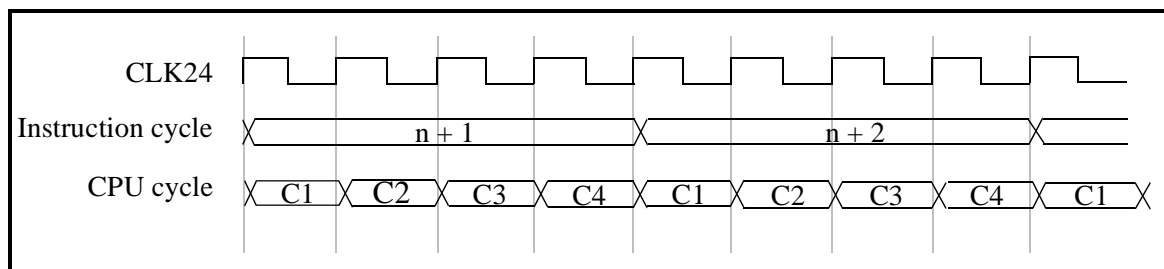 CLK24
Instruction cycle n + 1 n + 2
CPU cycle C1 C2 C3 C4 C1 C2 C3 C4 C1